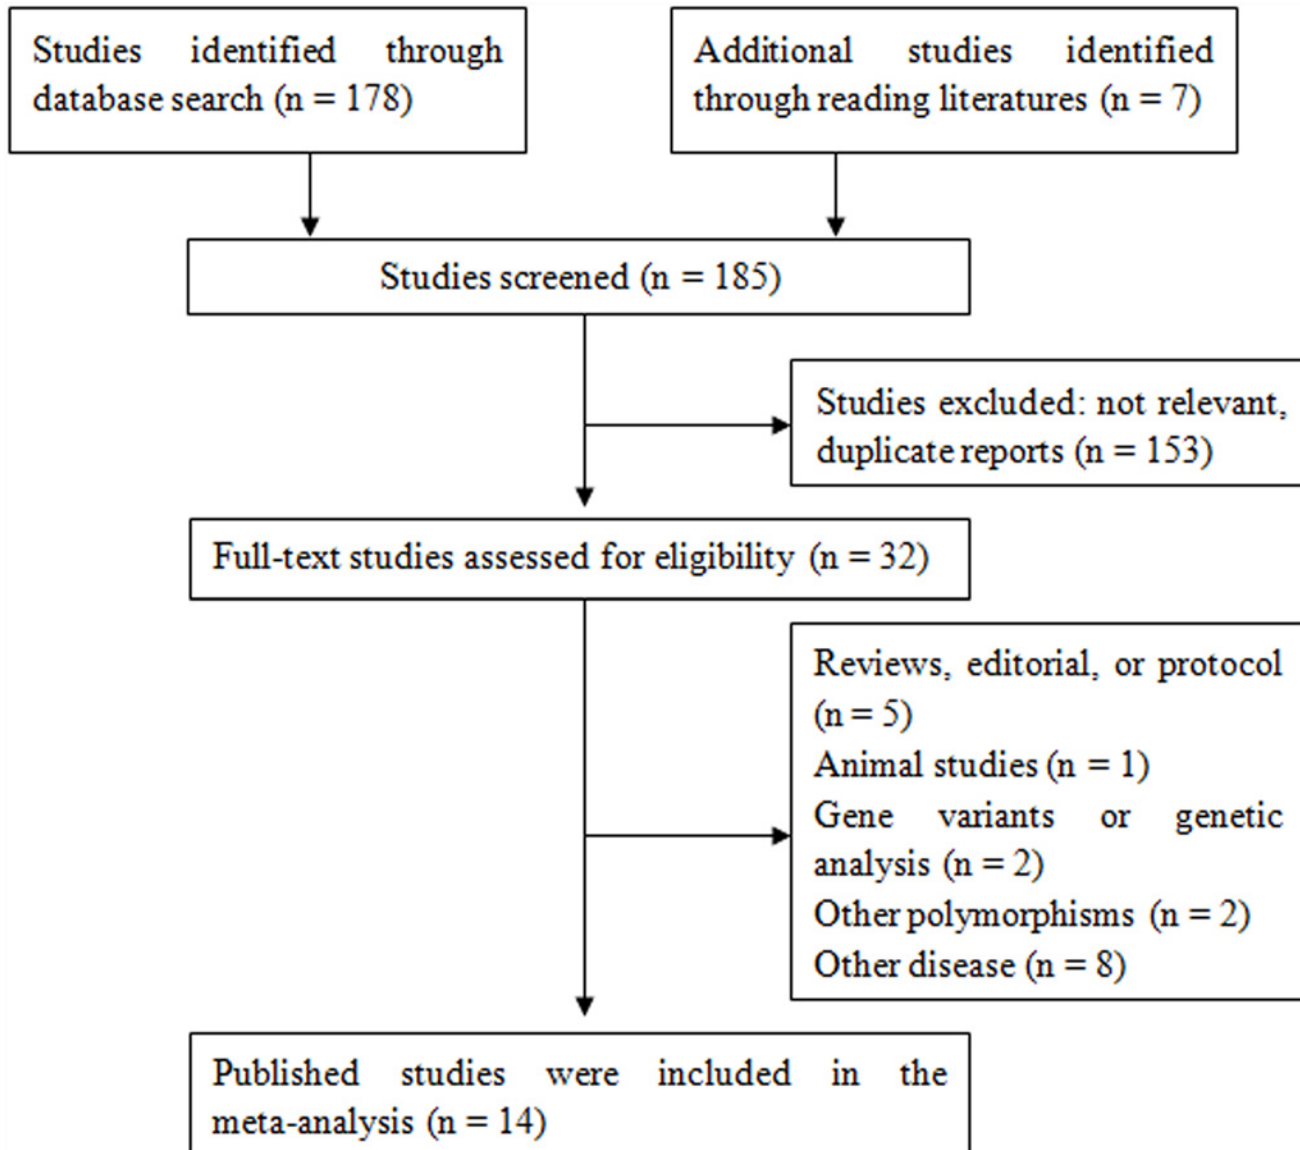 Studies identified through
database search (n = 178)
Additional studies identified
through reading literatures (n = 7)
Studies screened (n = 185)
Studies excluded: not relevant,
duplicate reports (n = 153)
Full-text studies assessed for eligibility (n = 32)
Reviews, editorial, or protocol
(n = 5)
Animal studies (n = 1)
Gene variants or genetic
analysis (n = 2)
Other polymorphisms (n = 2)
Other disease (n = 8)
Published studies were included in the
meta-analysis (n = 14)